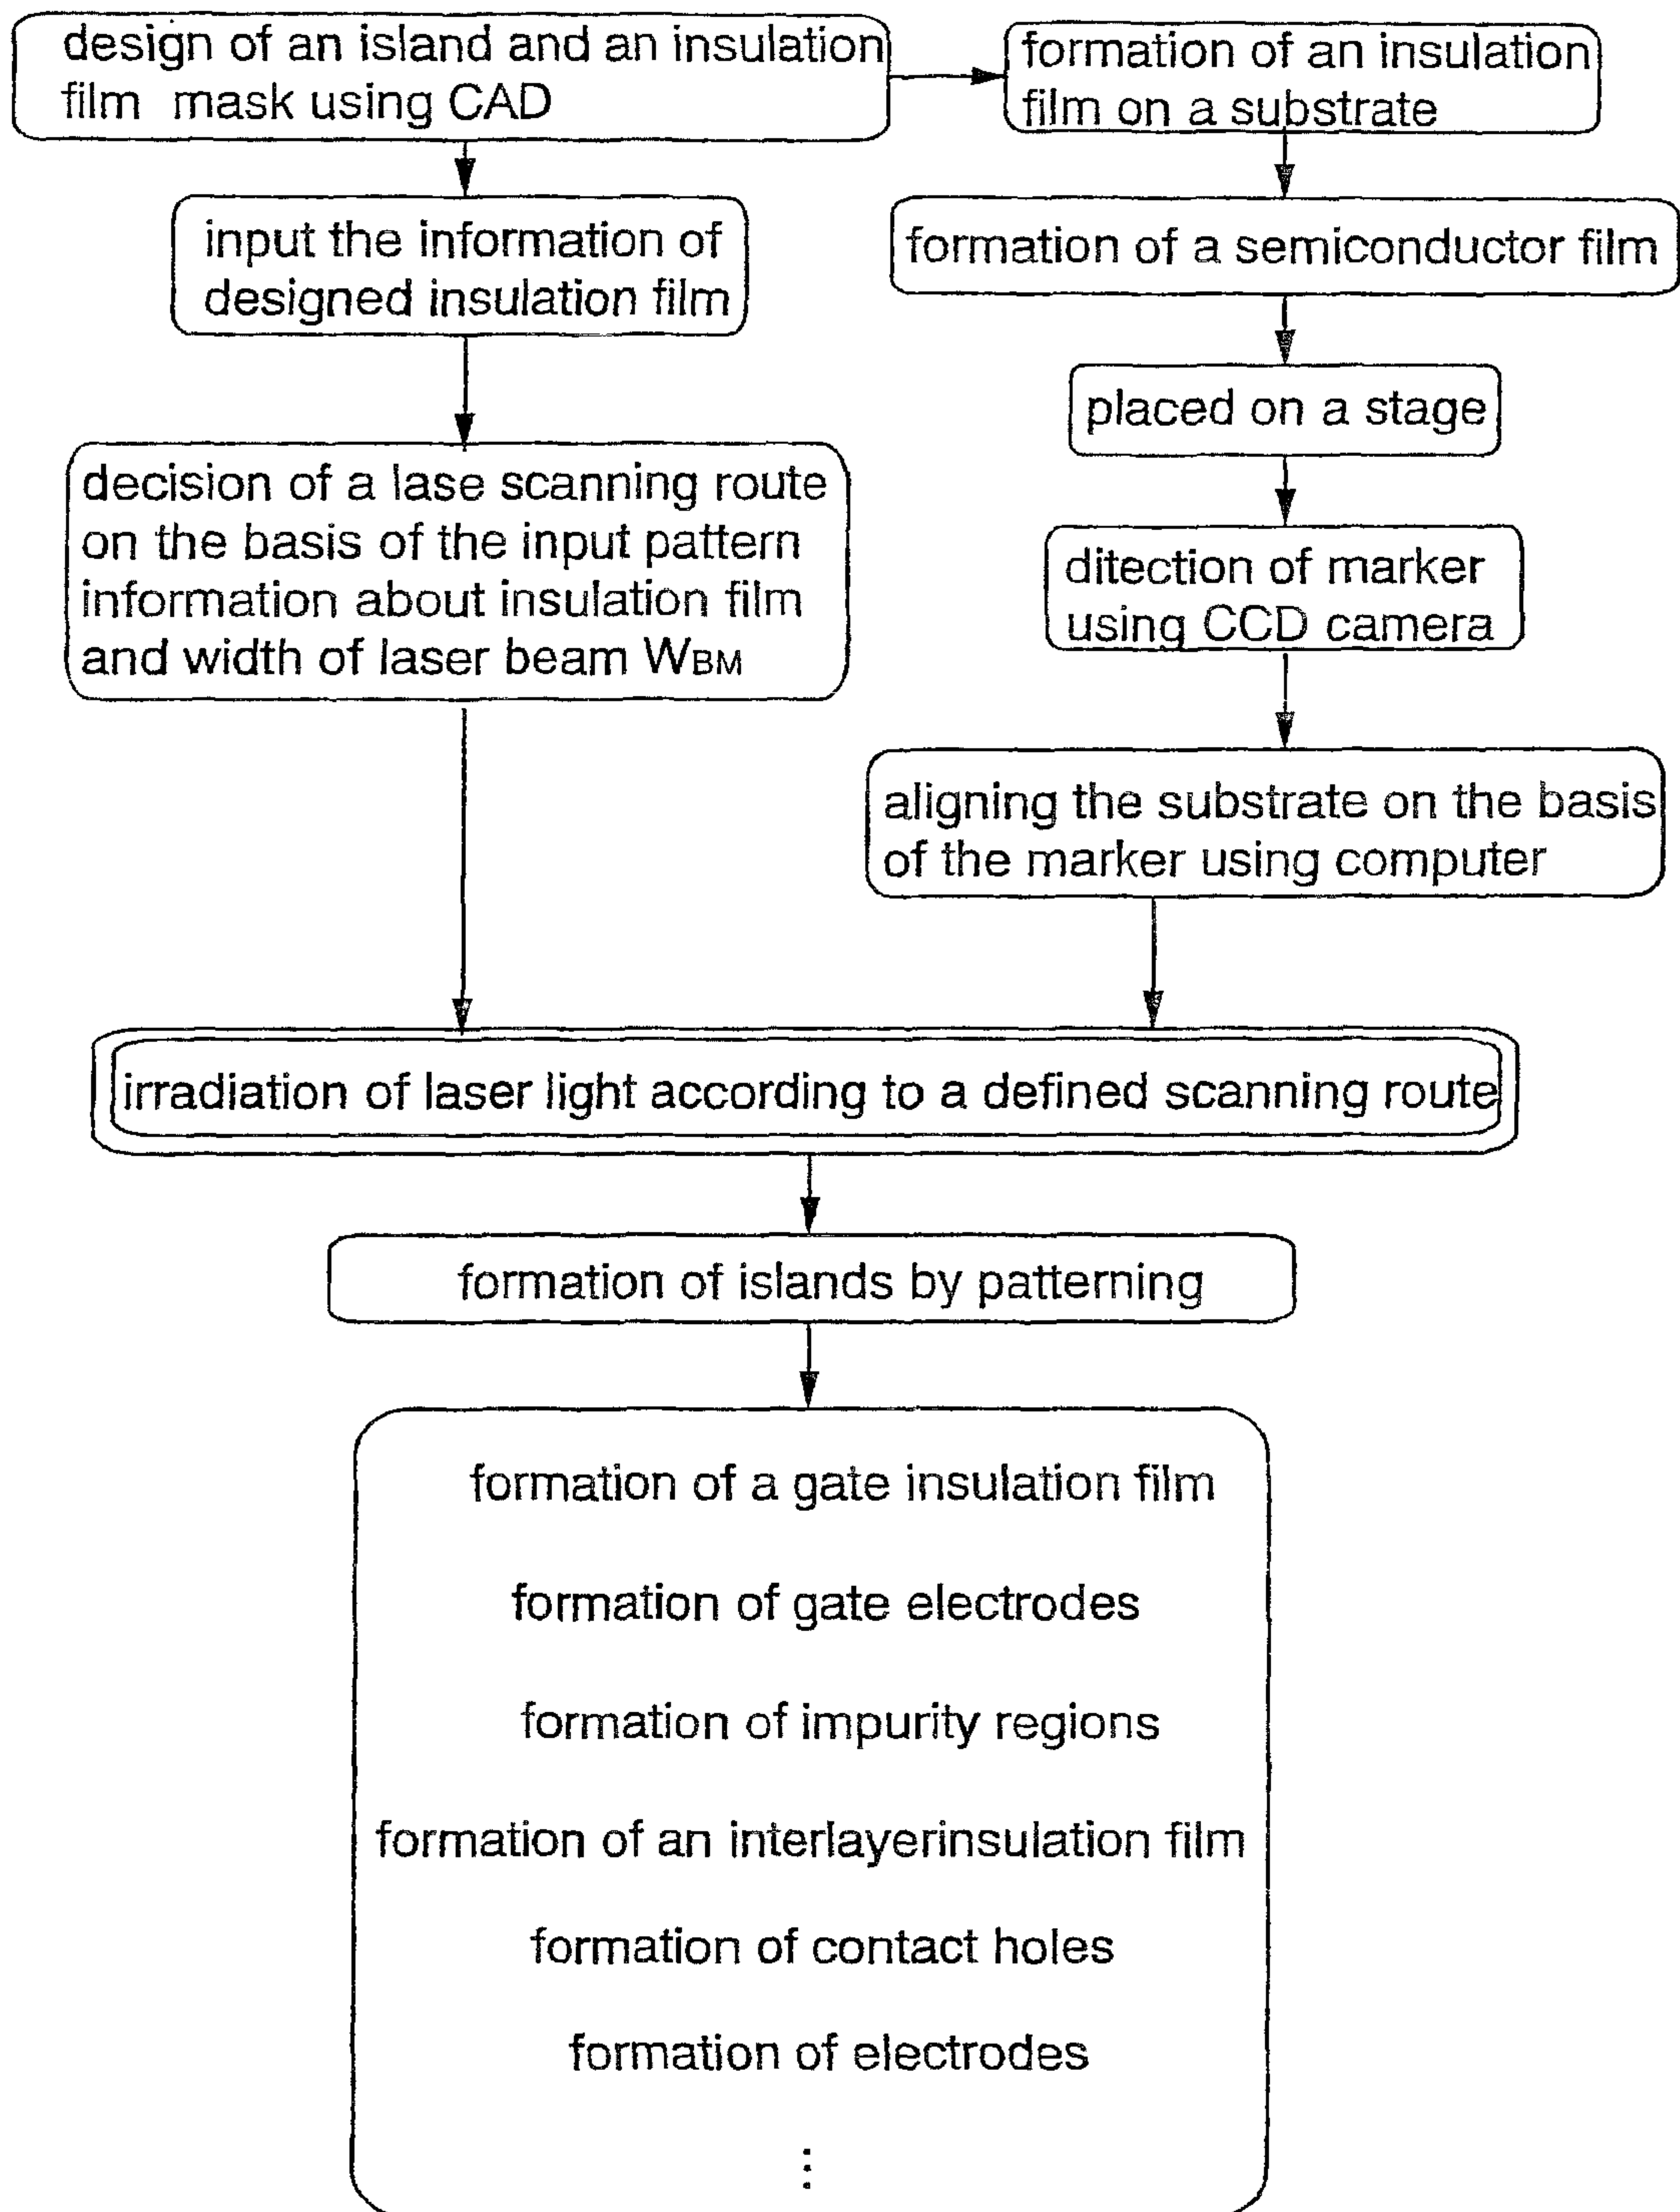 design of an island and an insulation
film mask using CAD
formation of an insulation
film on a substrate
input the information of
designed insulation film
formation of a semiconductor film
placed on a stage
decision of a lase scanning route
on the basis of the input pattern
information about insulation film
and width of laser beam WBM
ditection of marker
using CCD camera
aligning the substrate on the basis
of the marker using computer
irradiation of laser light according to a defined scanning route
formation of islands by patterning
formation of a gate insulation film
formation of gate electrodes
formation of impurity regions
formation of an interlayerinsulation film
formation of contact holes
formation of electrodes
⋮